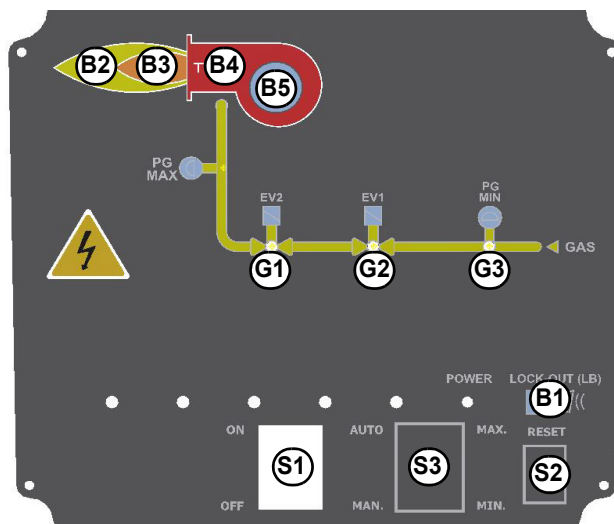 B2 B3 B4
B5
PG
MAX
EV2 EV1 PG
MIN
GAS
G1 G2 G3
POWER LOCK-OUT (LB)
B1
ON AUTO MAX. RESET
S1 S3 S2
OFF MAN. MIN.